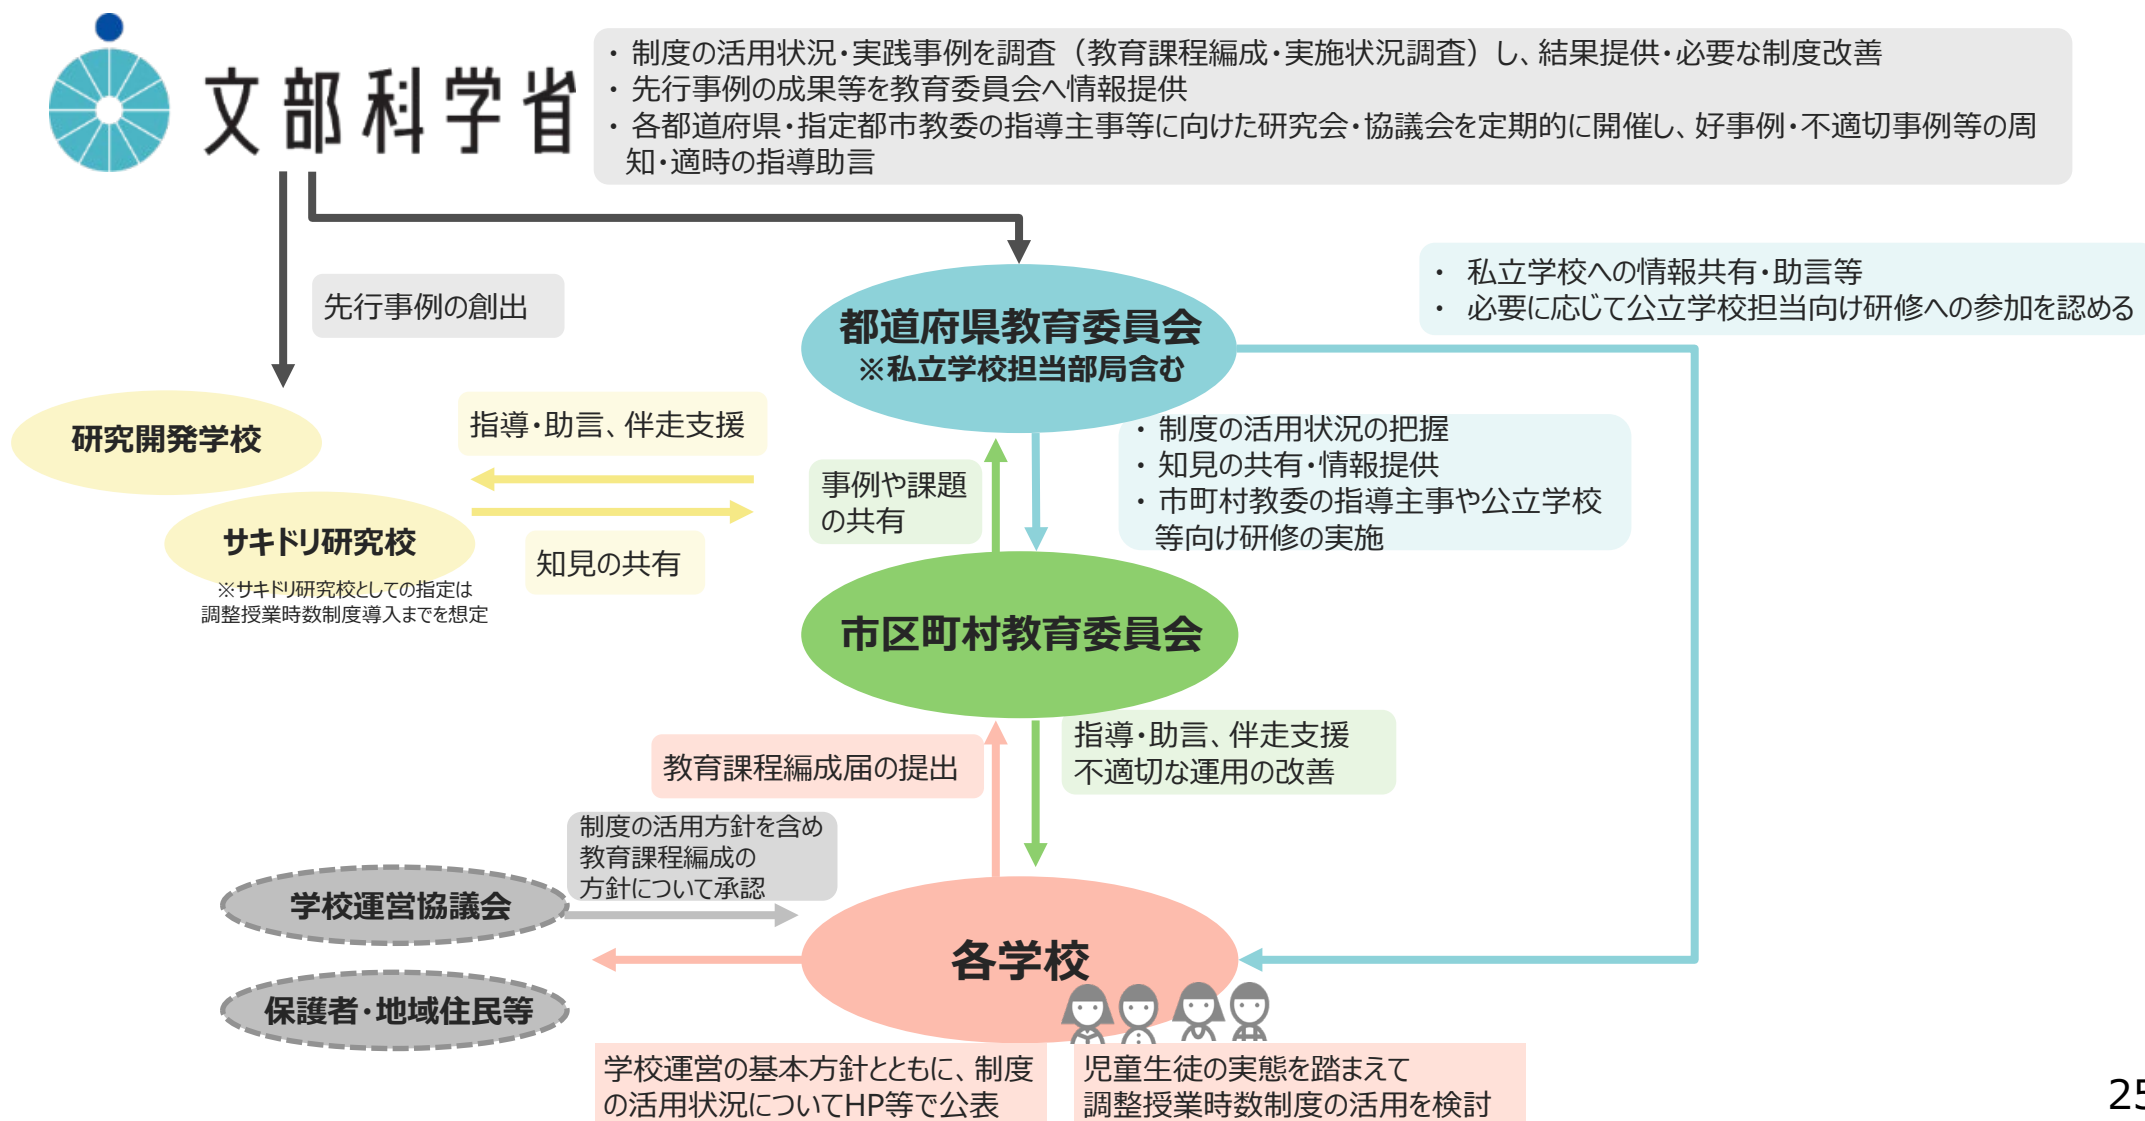 文部科学省
・ 制度の活用状況・実践事例を調査（教育課程編成・実施状況調査）し、結果提供・必要な制度改善
・ 先行事例の成果等を教育委員会へ情報提供
・ 各都道府県・指定都市教委の指導主事等に向けた研究会・協議会を定期的に開催し、好事例・不適切事例等の周
知・適時の指導助言
先行事例の創出
都道府県教育委員会
※私立学校担当部局含む
・ 私立学校への情報共有・助言等
・ 必要に応じて公立学校担当向け研修への参加を認める
研究開発学校
指導・助言、伴走支援
サキドリ研究校
※サキドリ研究校としての指定は
調整授業時数制度導入までを想定
知見の共有
事例や課題
の共有
・ 制度の活用状況の把握
・ 知見の共有・情報提供
・ 市町村教委の指導主事や公立学校
等向け研修の実施
市区町村教育委員会
教育課程編成届の提出
指導・助言、伴走支援
不適切な運用の改善
制度の活用方針を含め
教育課程編成の
方針について承認
学校運営協議会
各学校
保護者・地域住民等
学校運営の基本方針とともに、制度
の活用状況についてHP等で公表
児童生徒の実態を踏まえて
調整授業時数制度の活用を検討
25